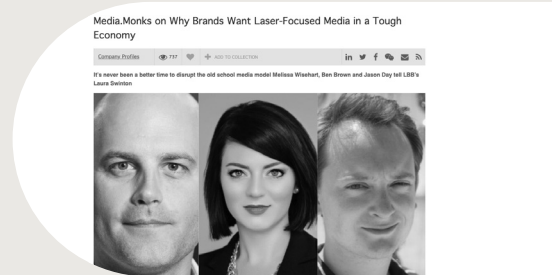 Media.Monks on Why Brands Want Laser-Focused Media in a Tough
Economy
Company Profiles 737 ADD TO COLLECTION
It's never been a better time to disrupt the old school media model Melissa Wisehart, Ben Brown and Jason Day tell LBB's
Laura Swinton